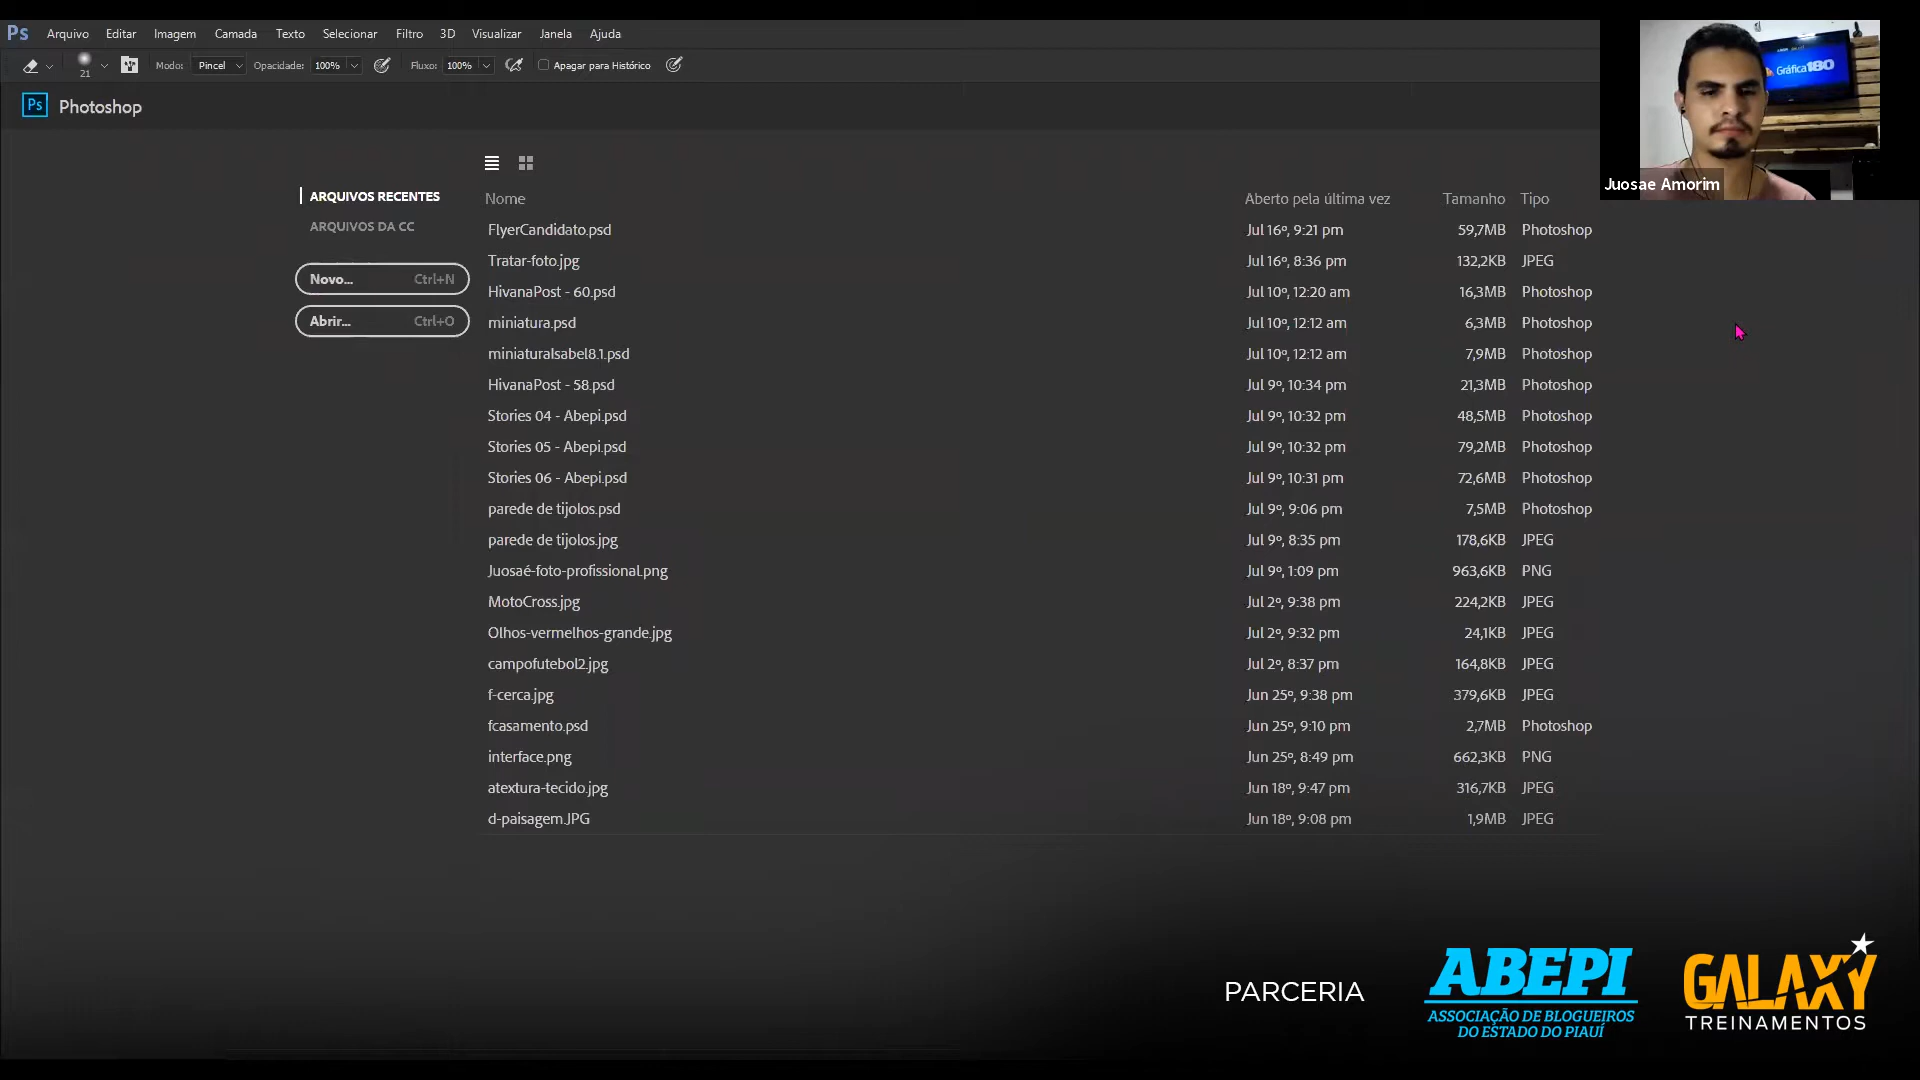 Ps Arquivo Editar Imagem Camada Texto Selecionar Filtro 3D Visualizar Janela Ajuda
21 Modo: Pincel Opacidade: 100% Fluxo: 100% Apagar para Histórico
Gráfica180
Ps Photoshop
Juosae Amorim
ARQUIVOS RECENTES
ARQUIVOS DA CC
Novo... Ctrl+N
Abrir... Ctrl+O
Nome Aberto pela última vez Tamanho Tipo
FlyerCandidato.psd Jul 16º, 9:21 pm 59,7MB Photoshop
Tratar-foto.jpg Jul 16º, 8:36 pm 132,2KB JPEG
HivanaPost - 60.psd Jul 10º, 12:20 am 16,3MB Photoshop
miniatura.psd Jul 10º, 12:12 am 6,3MB Photoshop
miniaturaIsabel8.1.psd Jul 10º, 12:12 am 7,9MB Photoshop
HivanaPost - 58.psd Jul 9º, 10:34 pm 21,3MB Photoshop
Stories 04 - Abepi.psd Jul 9º, 10:32 pm 48,5MB Photoshop
Stories 05 - Abepi.psd Jul 9º, 10:32 pm 79,2MB Photoshop
Stories 06 - Abepi.psd Jul 9º, 10:31 pm 72,6MB Photoshop
parede de tijolos.psd Jul 9º, 9:06 pm 7,5MB Photoshop
parede de tijolos.jpg Jul 9º, 8:35 pm 178,6KB JPEG
Juosaé-foto-profissional.png Jul 9º, 1:09 pm 963,6KB PNG
MotoCross.jpg Jul 2º, 9:38 pm 224,2KB JPEG
Olhos-vermelhos-grande.jpg Jul 2º, 9:32 pm 24,1KB JPEG
campofutebol2.jpg Jul 2º, 8:37 pm 164,8KB JPEG
f-cerca.jpg Jun 25º, 9:38 pm 379,6KB JPEG
fcasamento.psd Jun 25º, 9:10 pm 2,7MB Photoshop
interface.png Jun 25º, 8:49 pm 662,3KB PNG
atextura-tecido.jpg Jun 18º, 9:47 pm 316,7KB JPEG
d-paisagem.JPG Jun 18º, 9:08 pm 1,9MB JPEG
PARCERIA
ABEPI
ASSOCIAÇÃO DE BLOGUEIROS
DO ESTADO DO PIAUÍ
GALAXY
TREINAMENTOS